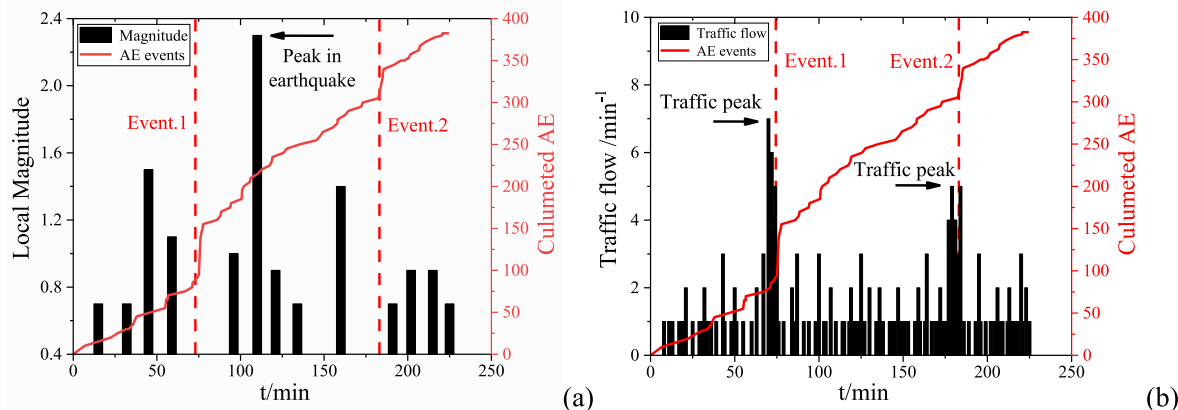 2.4
2.0
1.6
1.2
0.8
0.4
Local Magnitude
Magnitude
AE events
Peak in
earthquake
Event.1
Event.2
400
350
300
250
200
150
100
50
0
Culumeted AE
0 50 100 150 200 250
t/min
(a)
10
8
6
4
2
0
Traffic flow /min⁻¹
Traffic flow
AE events
Event.1
Event.2
Traffic peak
Traffic peak
400
350
300
250
200
150
100
50
0
Culumeted AE
0 50 100 150 200 250
t/min
(b)